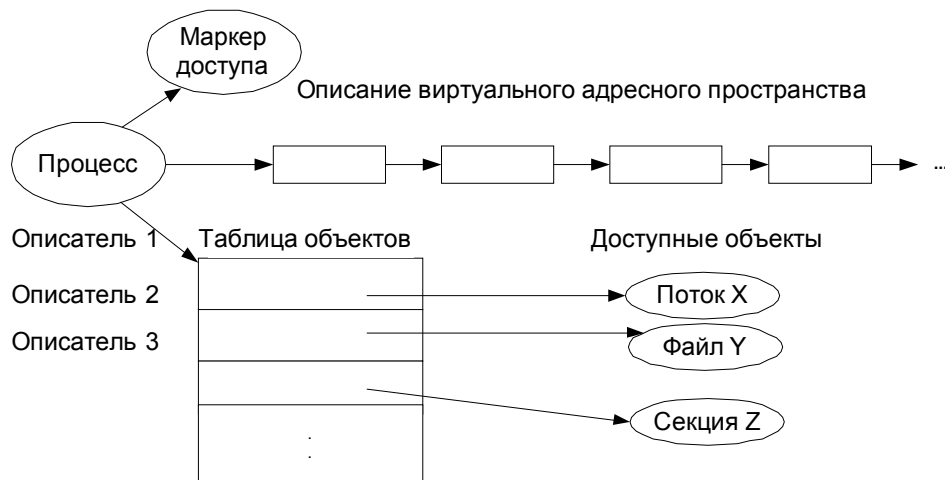 Маркер
доступа
Описание виртуального адресного пространства
Процесс
...
Описатель 1
Таблица объектов
Доступные объекты
Описатель 2
Поток X
Описатель 3
Файл Y
Секция Z
.
.